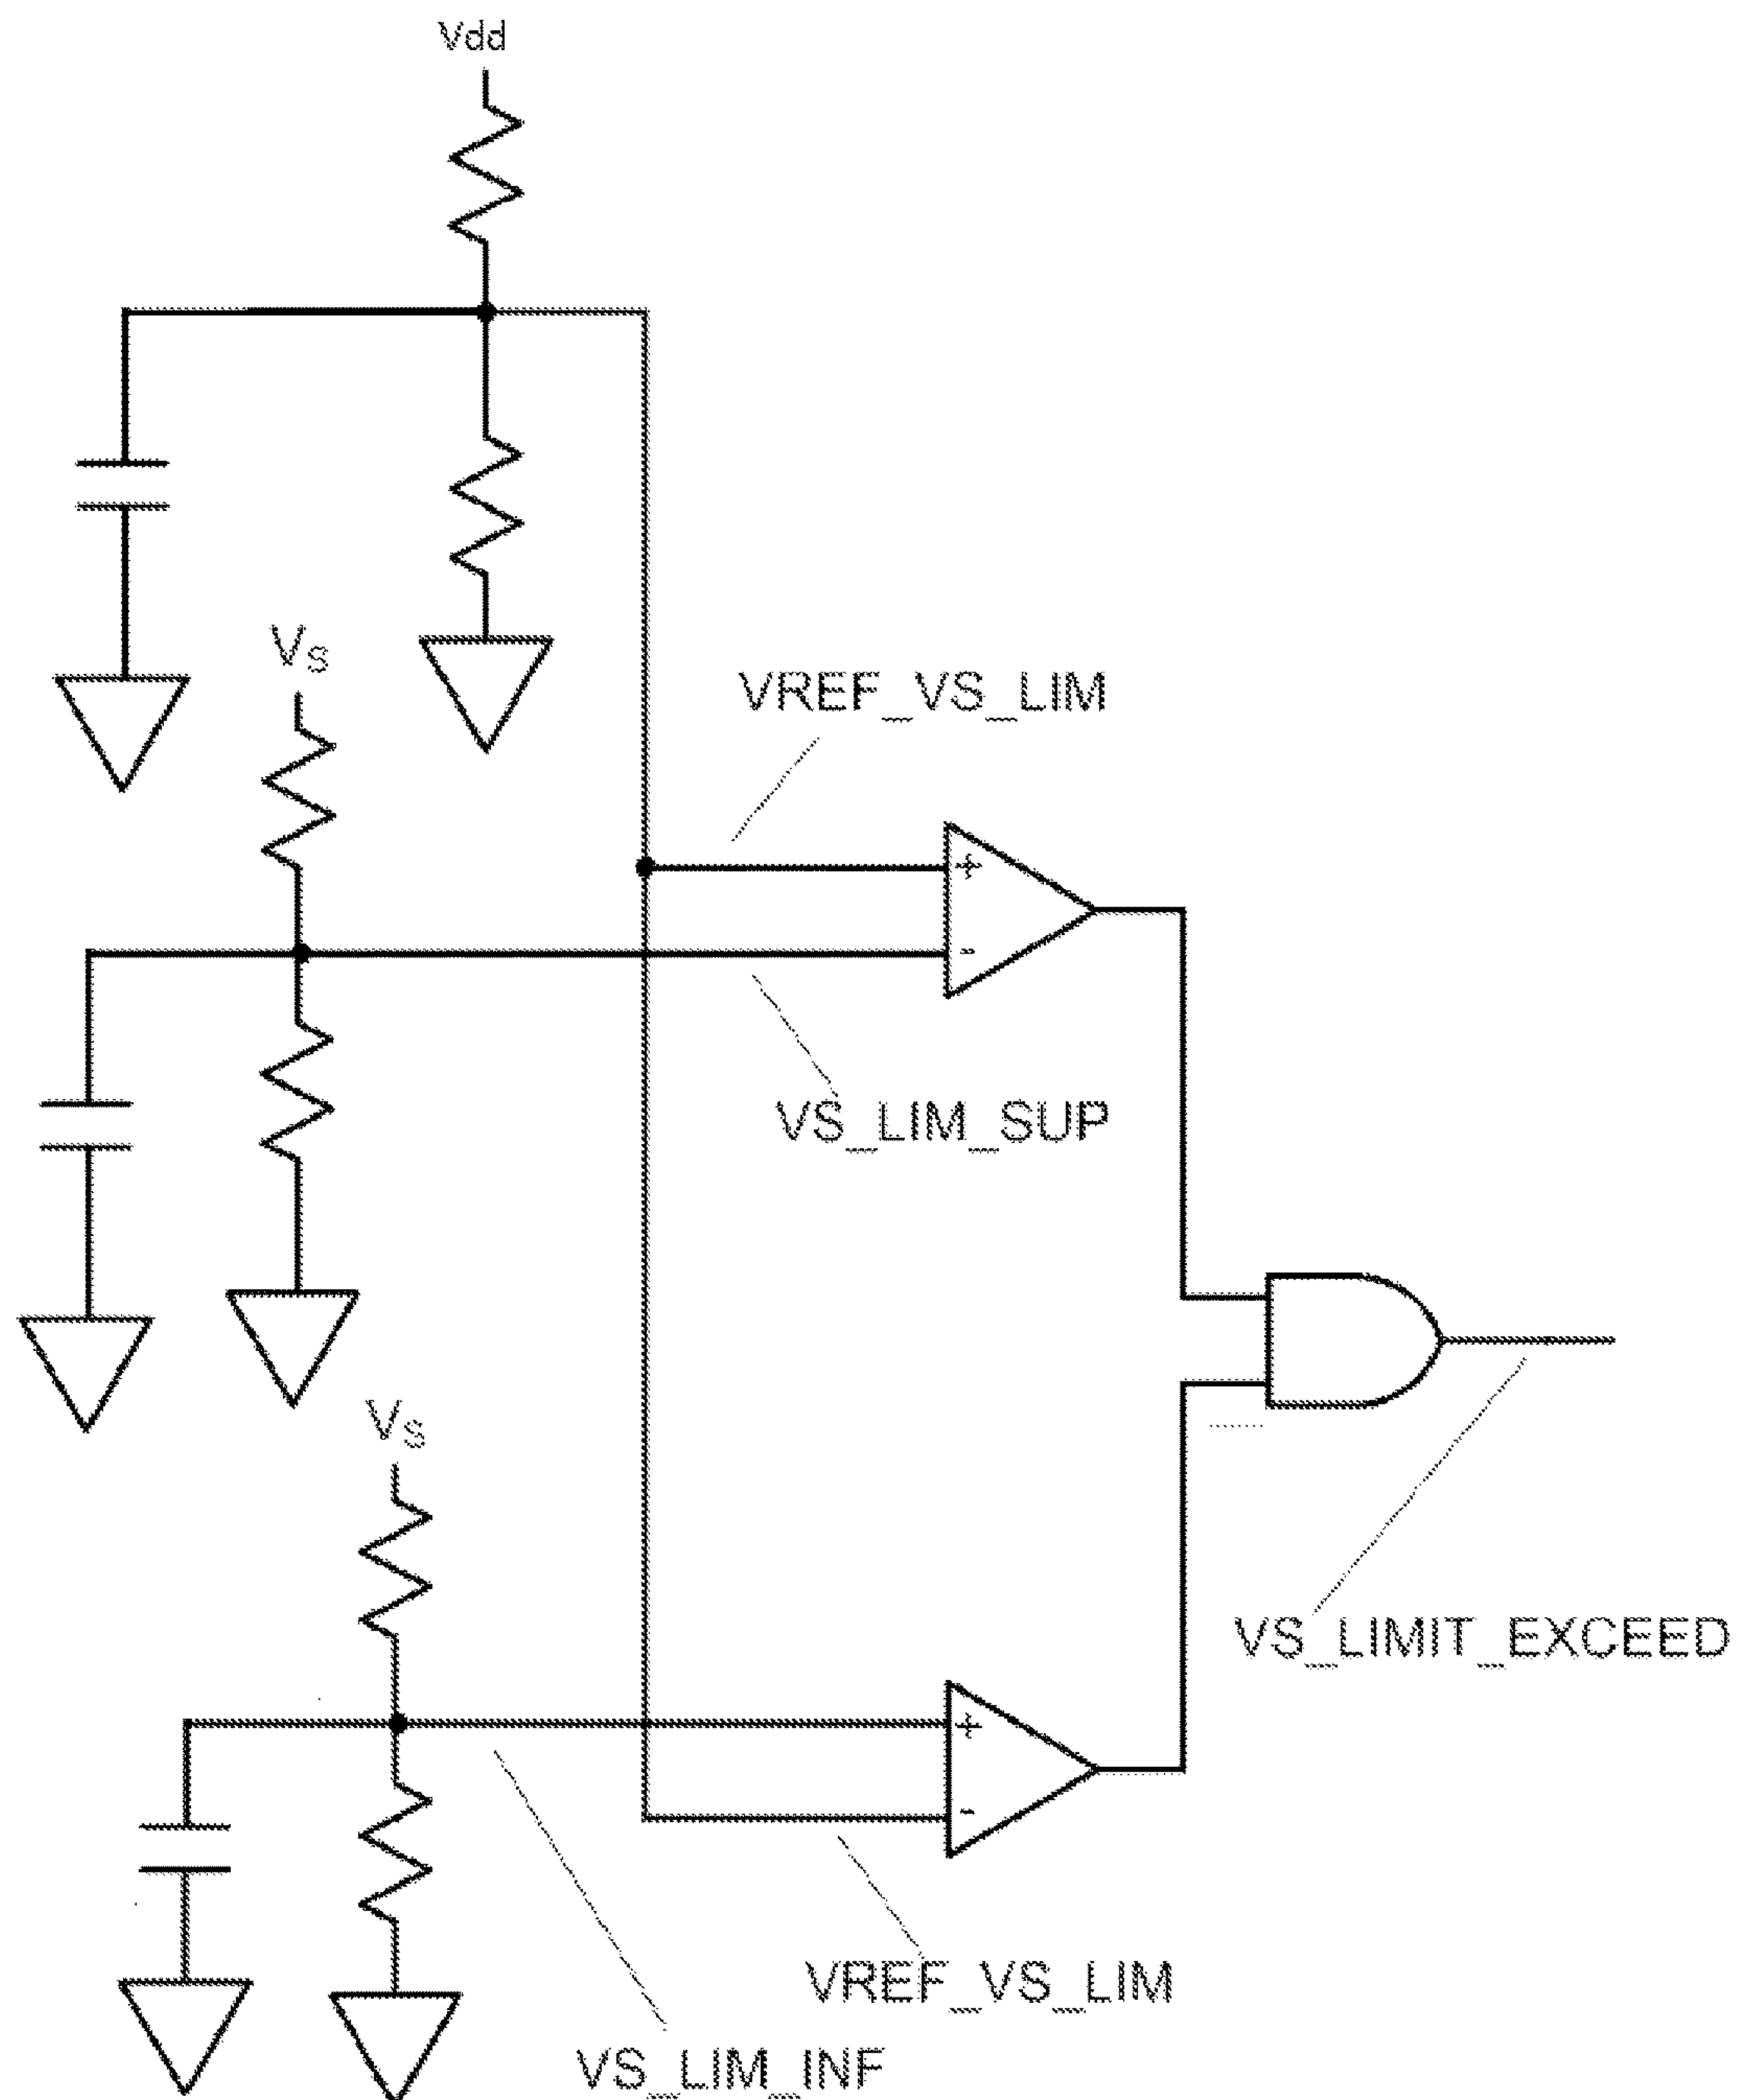 Vdd
VS
VREF_VS_LIM
+
-
VS_LIM_SUP
VS
VS_LIMIT_EXCEED
+
-
VREF_VS_LIM
VS_LIM_INF